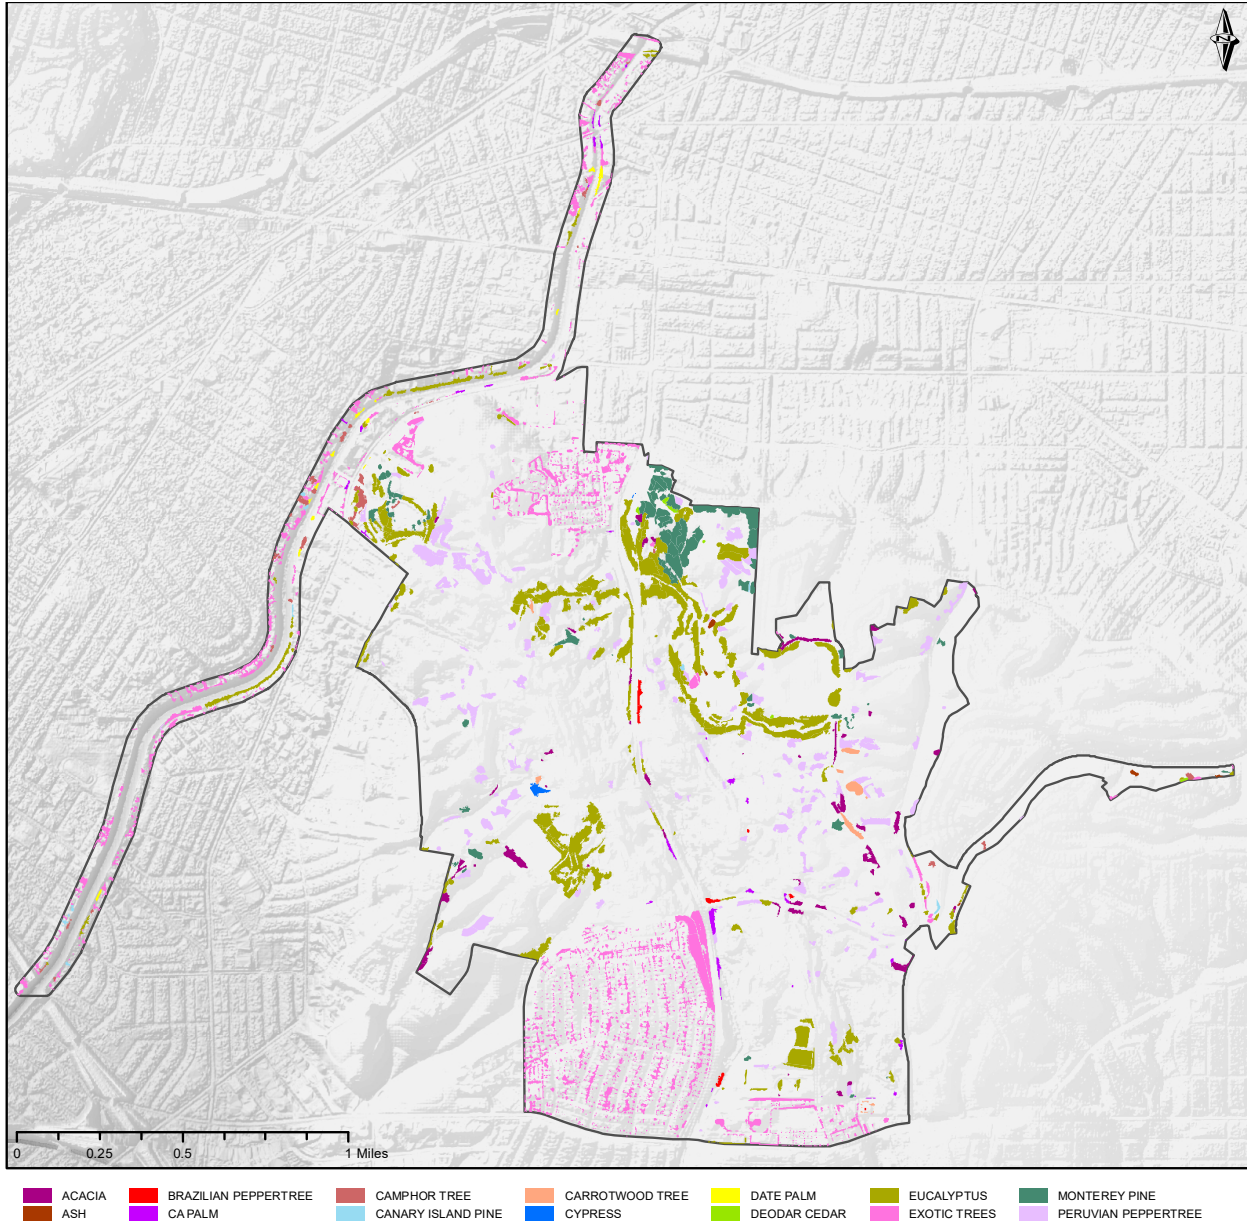 N
0 0.25 0.5 1 Miles
ACACIA BRAZILIAN PEPPERTREE CAMPHOR TREE CARROTWOOD TREE DATE PALM EUCALYPTUS MONTEREY PINE
ASH CA PALM CANARY ISLAND PINE CYPRESS DEODAR CEDAR EXOTIC TREES PERUVIAN PEPPERTREE